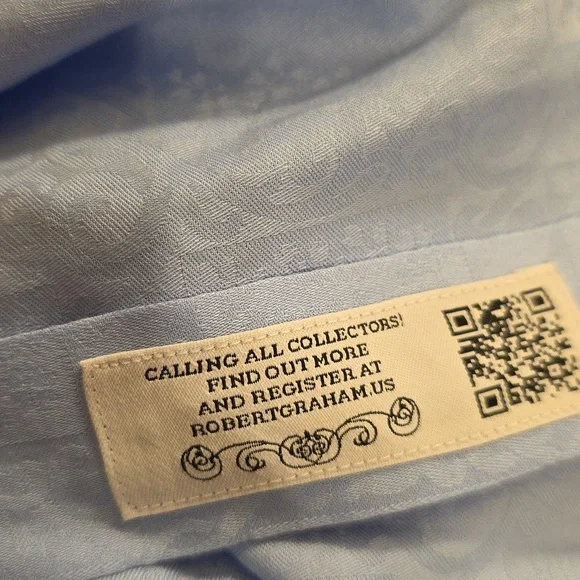 CALLING ALL COLLECTORS!
FIND OUT MORE
AND REGISTER AT
ROBERTGRAHAM.US